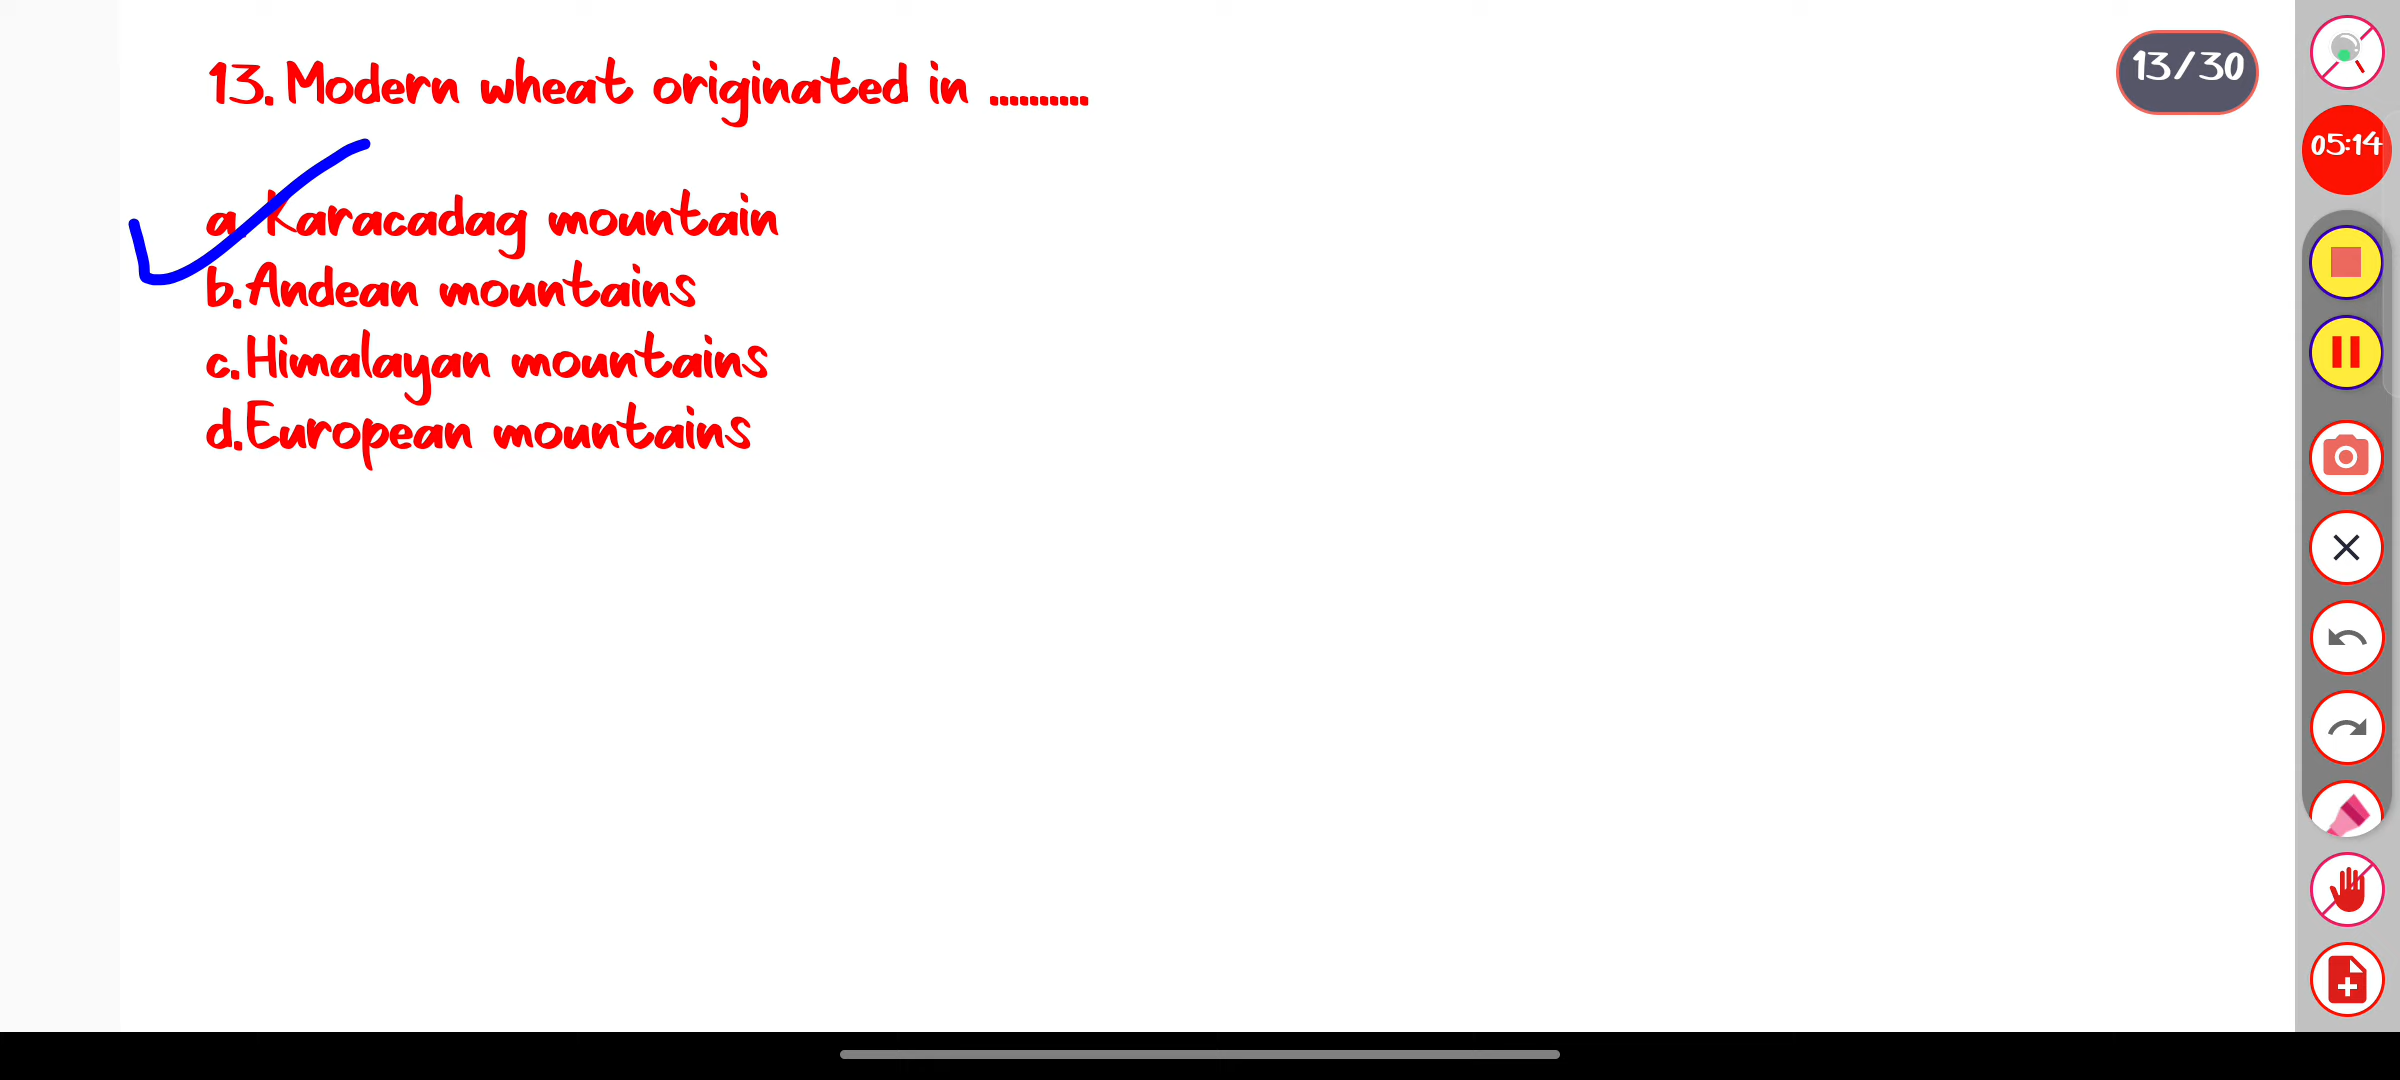 13. Modern wheat originated in ..........
13/30
05:14
a. Karacadag mountain
b. Andean mountains
c. Himalayan mountains
d. European mountains